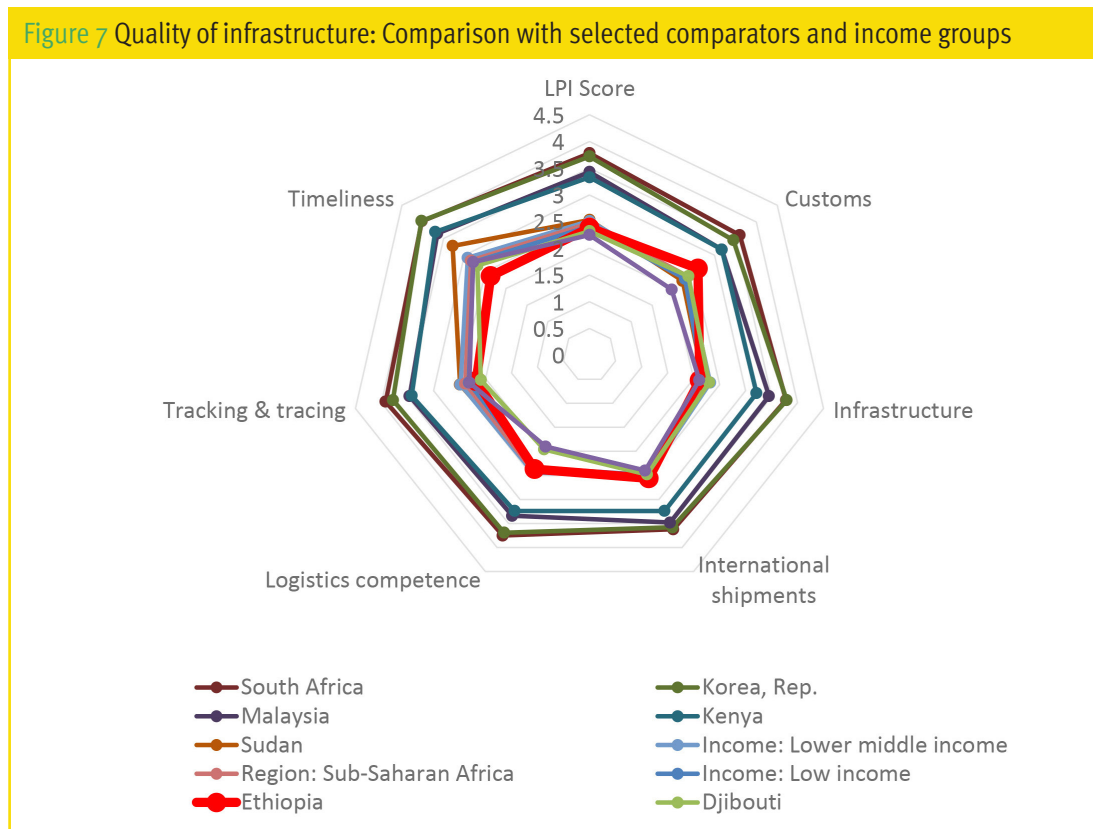 Figure 7 Quality of infrastructure: Comparison with selected comparators and income groups
LPI Score
4.5
4
3.5
3
2.5
2
1.5
1
0.5
0
Timeliness
Customs
Tracking & tracing
Infrastructure
Logistics competence
International
shipments
South Africa
Korea, Rep.
Malaysia
Kenya
Sudan
Income: Lower middle income
Region: Sub-Saharan Africa
Income: Low income
Ethiopia
Djibouti